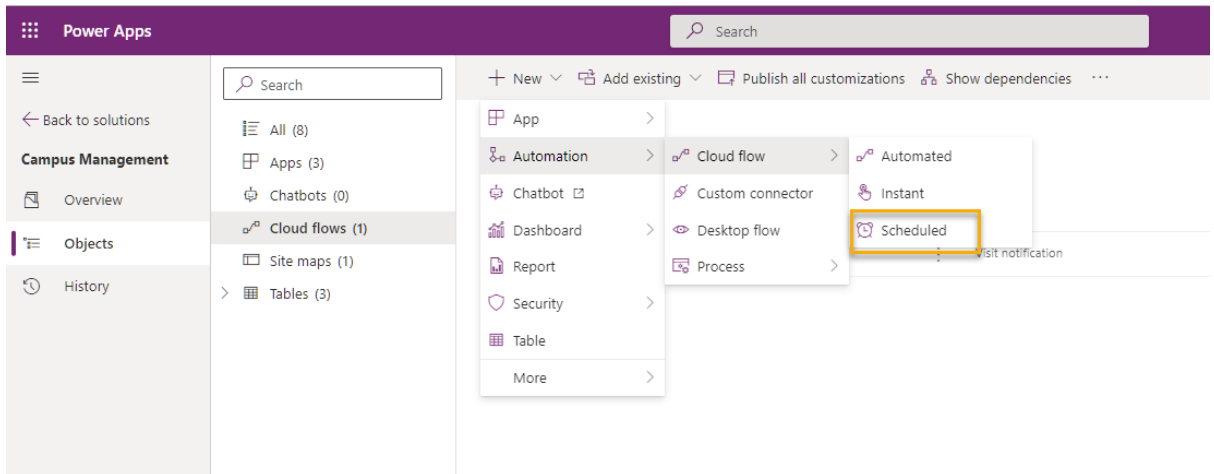 Power Apps
Search
Back to solutions
Campus Management
Overview
Objects
History
Search
All (8)
Apps (3)
Chatbots (0)
Cloud flows (1)
Site maps (1)
Tables (3)
New
Add existing
Publish all customizations
Show dependencies
App
Automation
Chatbot
Dashboard
Report
Security
Table
More
Cloud flow
Custom connector
Desktop flow
Process
Automated
Instant
Scheduled
Visit notification